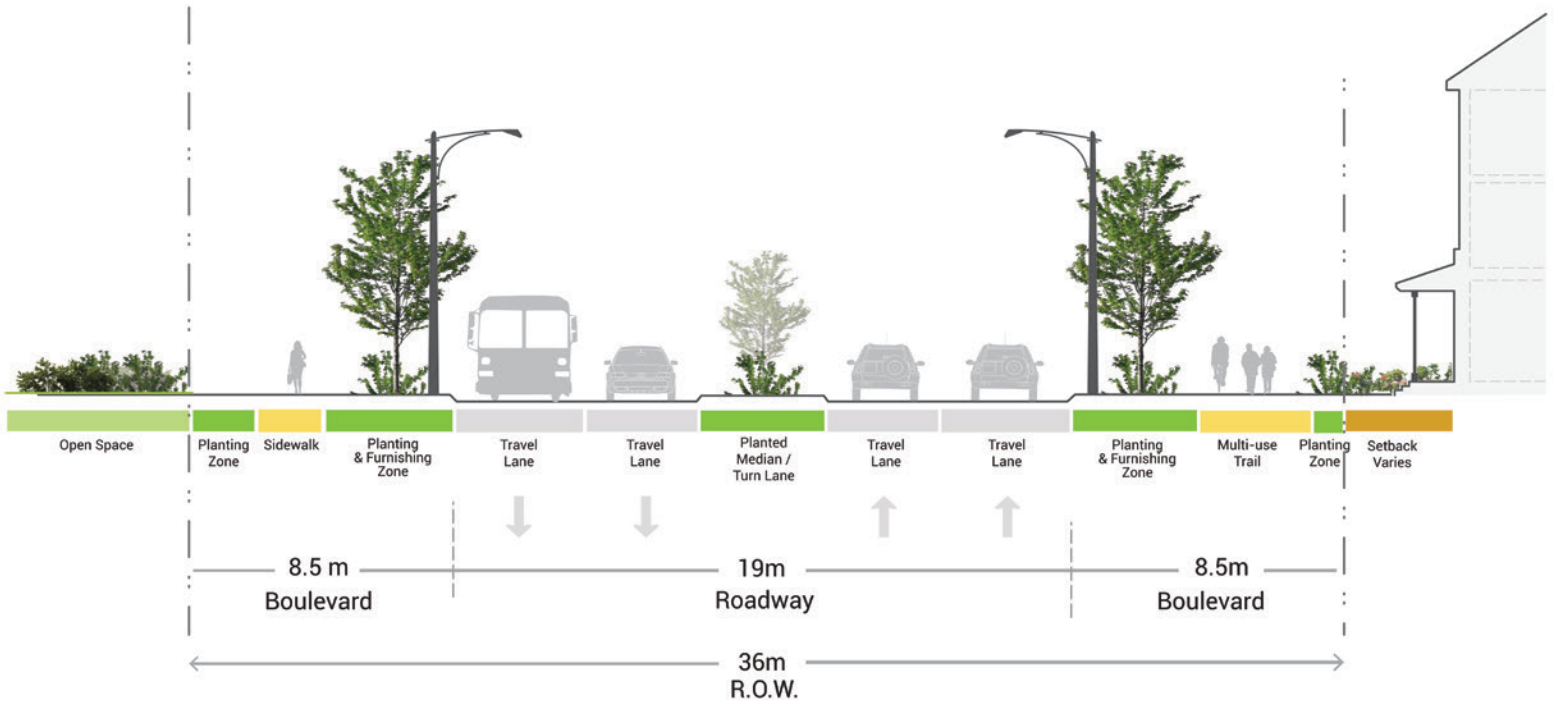 Open Space
Planting
Zone
Sidewalk
Planting
& Furnishing
Zone
Travel
Lane
Travel
Lane
Planted
Median /
Turn Lane
Travel
Lane
Travel
Lane
Planting
& Furnishing
Zone
Multi-use
Trail
Planting
Zone
Setback
Varies
8.5 m
Boulevard
19m
Roadway
8.5m
Boulevard
36m
R.O.W.